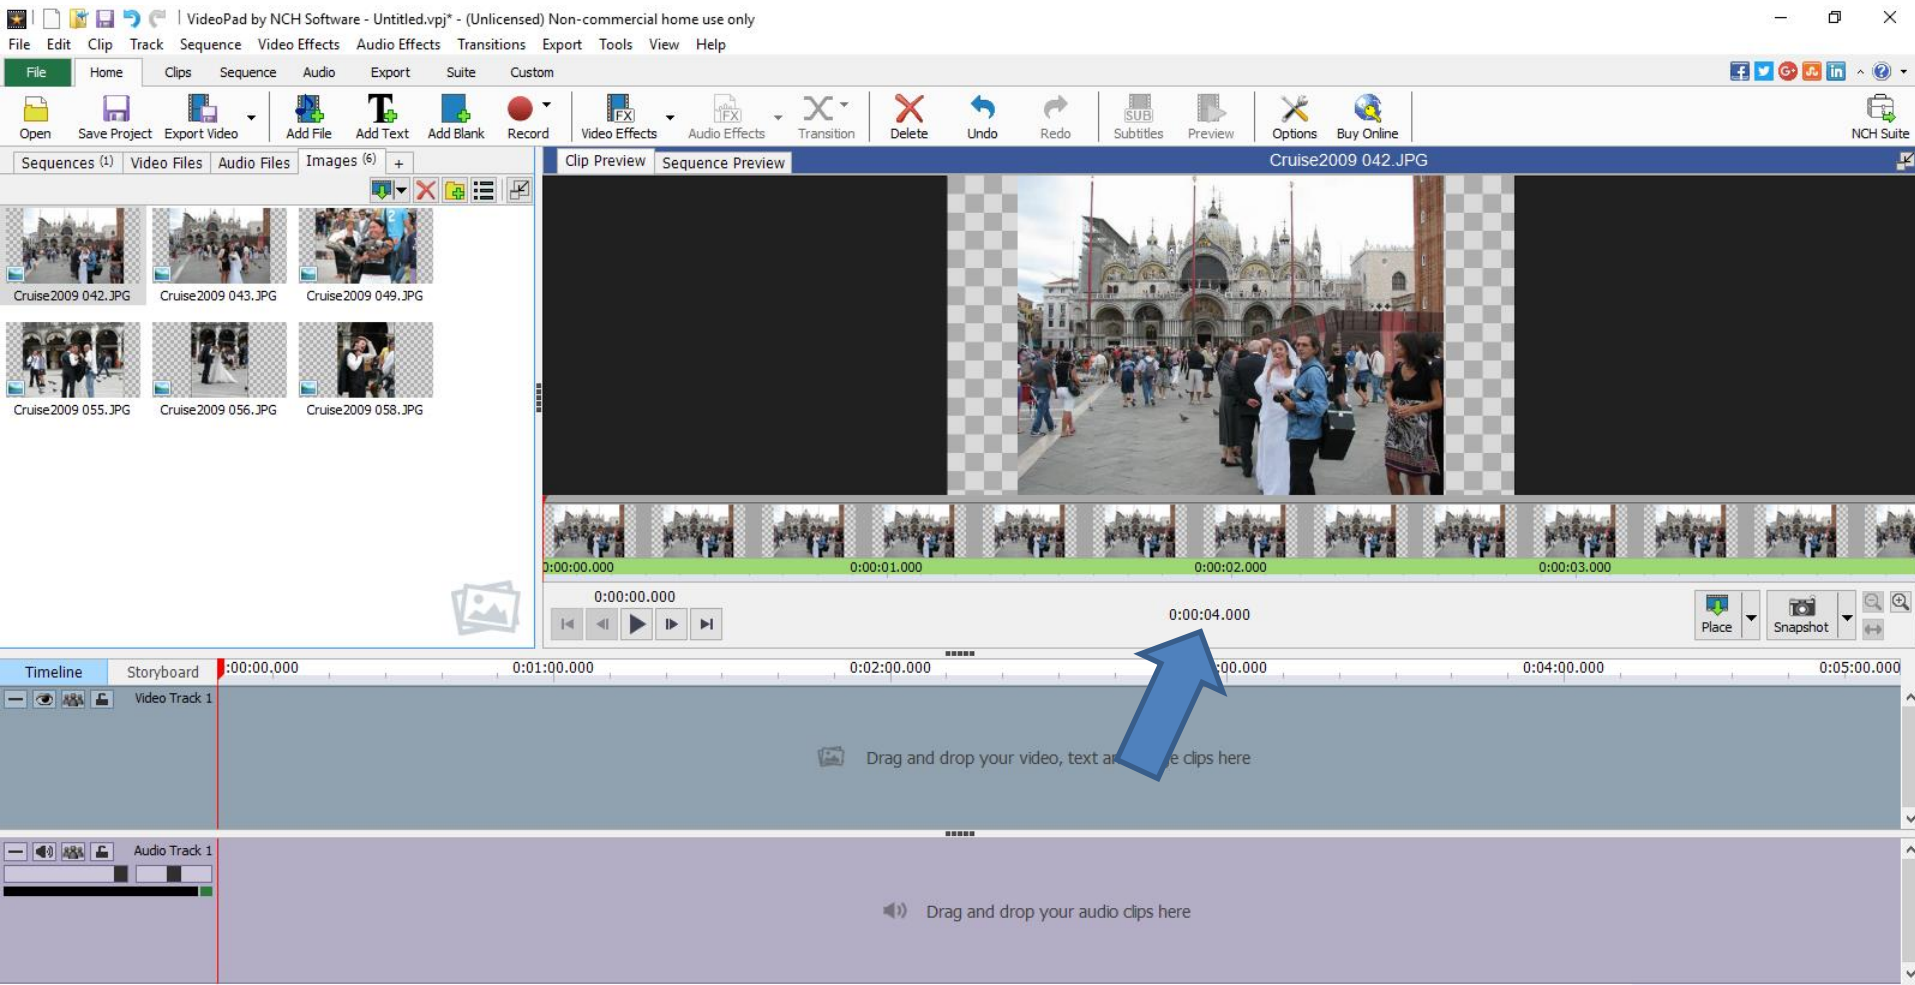 VideoPad by NCH Software - Untitled.vpj* - (Unlicensed) Non-commercial home use only
File Edit Clip Track Sequence Video Effects Audio Effects Transitions Export Tools View Help
File Home Clips Sequence Audio Export Suite Custom
Open Save Project Export Video Add File Add Text Add Blank Record Video Effects Audio Effects Transition Delete Undo Redo Subtitles Preview Options Buy Online NCH Suite
Sequences (1) Video Files Audio Files Images (6) +
Clip Preview Sequence Preview Cruise2009 042.JPG
Cruise2009 042.JPG Cruise2009 043.JPG Cruise2009 049.JPG
Cruise2009 055.JPG Cruise2009 056.JPG Cruise2009 058.JPG
0:00:00.000 0:00:01.000 0:00:02.000 0:00:03.000
0:00:00.000
0:00:04.000
Place Snapshot
Timeline Storyboard :00:00.000 0:01:00.000 0:02:00.000 :00.000 0:04:00.000 0:05:00.000
Video Track 1
Drag and drop your video, text a e clips here
Audio Track 1
Drag and drop your audio clips here